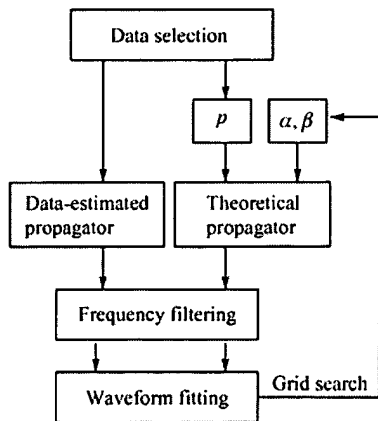 Data selection
p
α, β
Data-estimated
propagator
Theoretical
propagator
Frequency filtering
Waveform fitting
Grid search